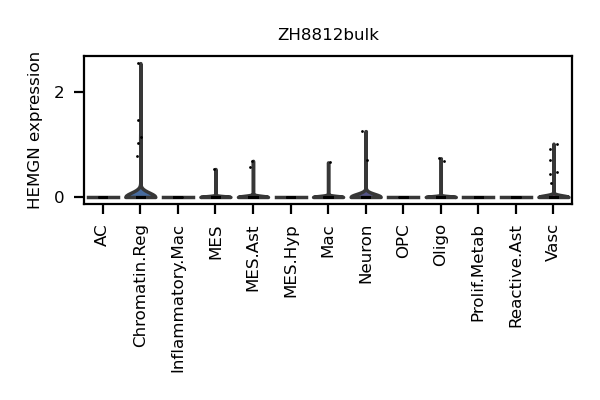 ZH8812bulk
HEMGN expression
2
0
AC
Chromatin.Reg
Inflammatory.Mac
MES
MES.Ast
MES.Hyp
Mac
Neuron
OPC
Oligo
Prolif.Metab
Reactive.Ast
Vasc